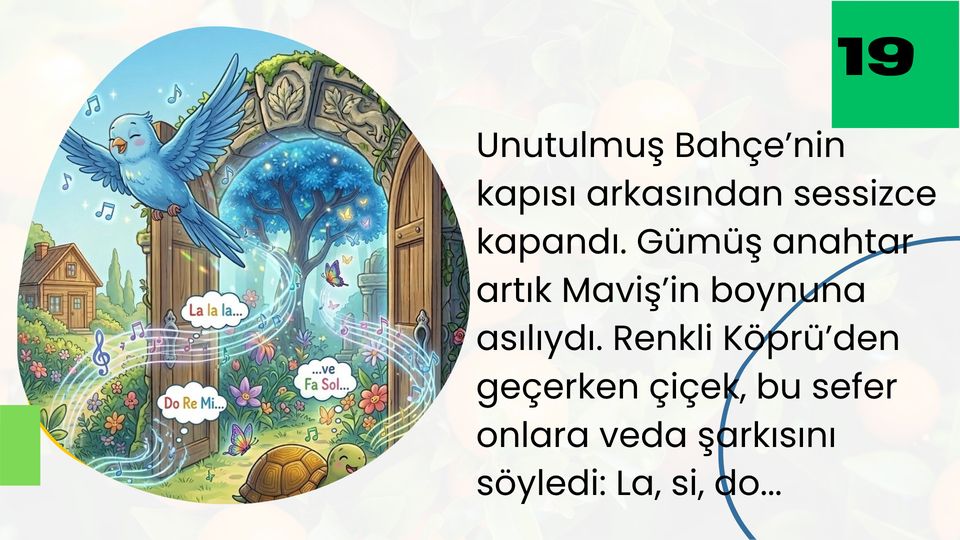 19
Unutulmuş Bahçe’nin
kapısı arkasından sessizce
kapandı. Gümüş anahtar
artık Maviş’in boynuna
asılıydı. Renkli Köprü’den
geçerken çiçek, bu sefer
onlara veda şarkısını
söyledi: La, si, do...
La la la...
...ve
Fa Sol...
Do Re Mi...